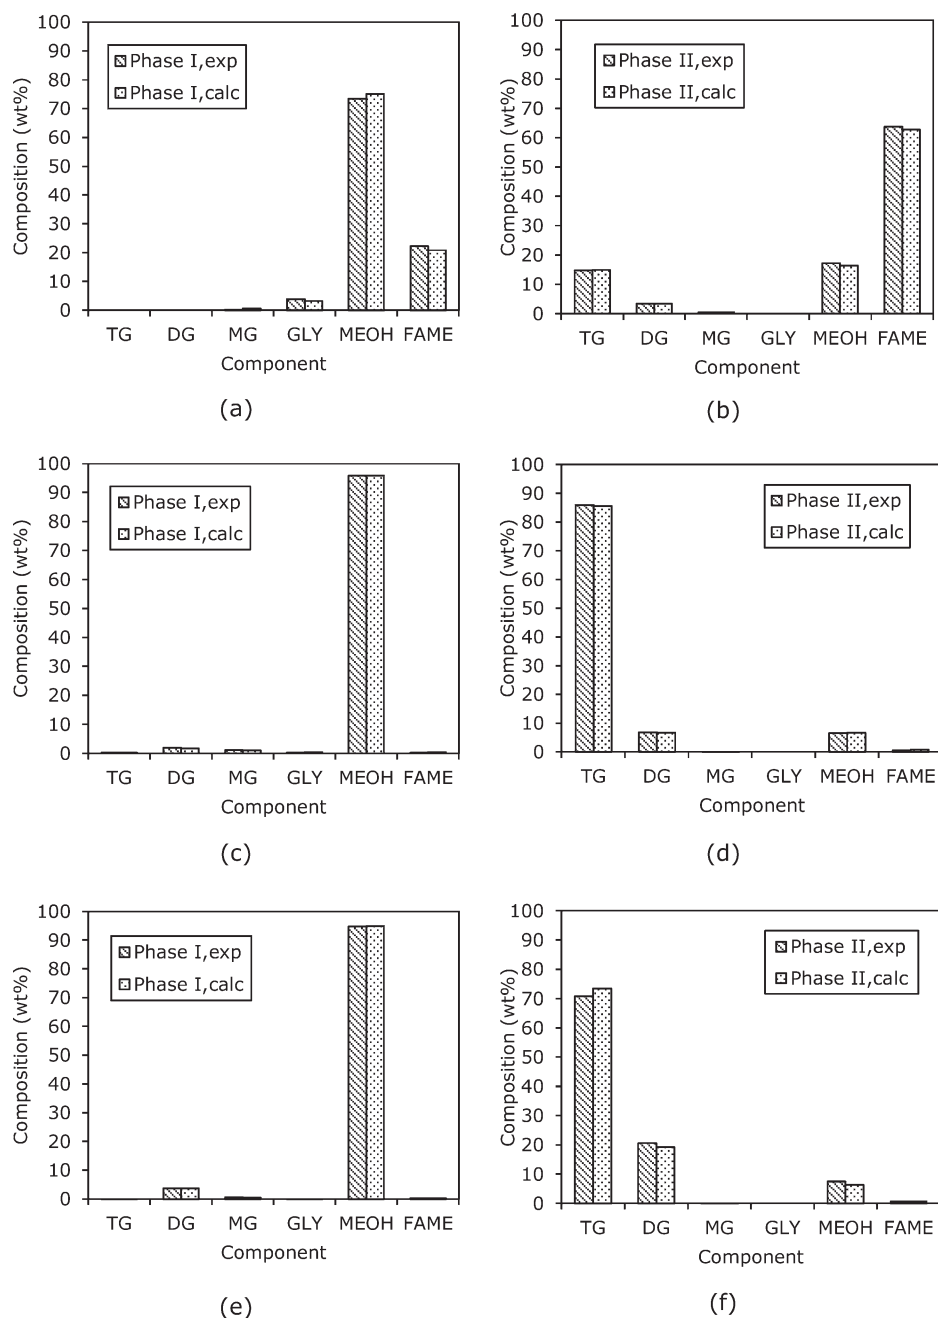 100
90
80
70
60
50
40
30
20
10
0
Composition (wt%)
Phase I,exp
Phase I,calc
TG DG MG GLY MEOH FAME
Component
(a)
100
90
80
70
60
50
40
30
20
10
0
Composition (wt%)
Phase II,exp
Phase II,calc
TG DG MG GLY MEOH FAME
Component
(b)
100
90
80
70
60
50
40
30
20
10
0
Composition (wt%)
Phase I,exp
Phase I,calc
TG DG MG GLY MEOH FAME
Component
(c)
100
90
80
70
60
50
40
30
20
10
0
Composition (wt%)
Phase II,exp
Phase II,calc
TG DG MG GLY MEOH FAME
Component
(d)
100
90
80
70
60
50
40
30
20
10
0
Composition (wt%)
Phase I,exp
Phase I,calc
TG DG MG GLY MEOH FAME
Component
(e)
100
90
80
70
60
50
40
30
20
10
0
Composition (wt%)
Phase II,exp
Phase II,calc
TG DG MG GLY MEOH FAME
Component
(f)